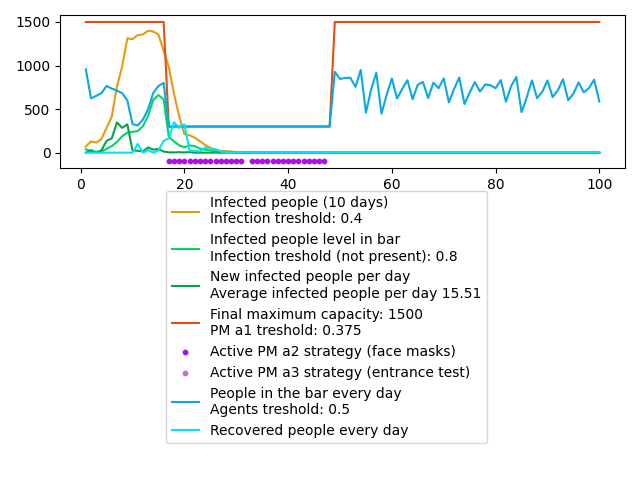 1500
1000
500
0
0
20
40
60
80
100
Infected people (10 days)
Infection treshold: 0.4
Infected people level in bar
Infection treshold (not present): 0.8
New infected people per day
Average infected people per day 15.51
Final maximum capacity: 1500
PM a1 treshold: 0.375
Active PM a2 strategy (face masks)
Active PM a3 strategy (entrance test)
People in the bar every day
Agents treshold: 0.5
Recovered people every day